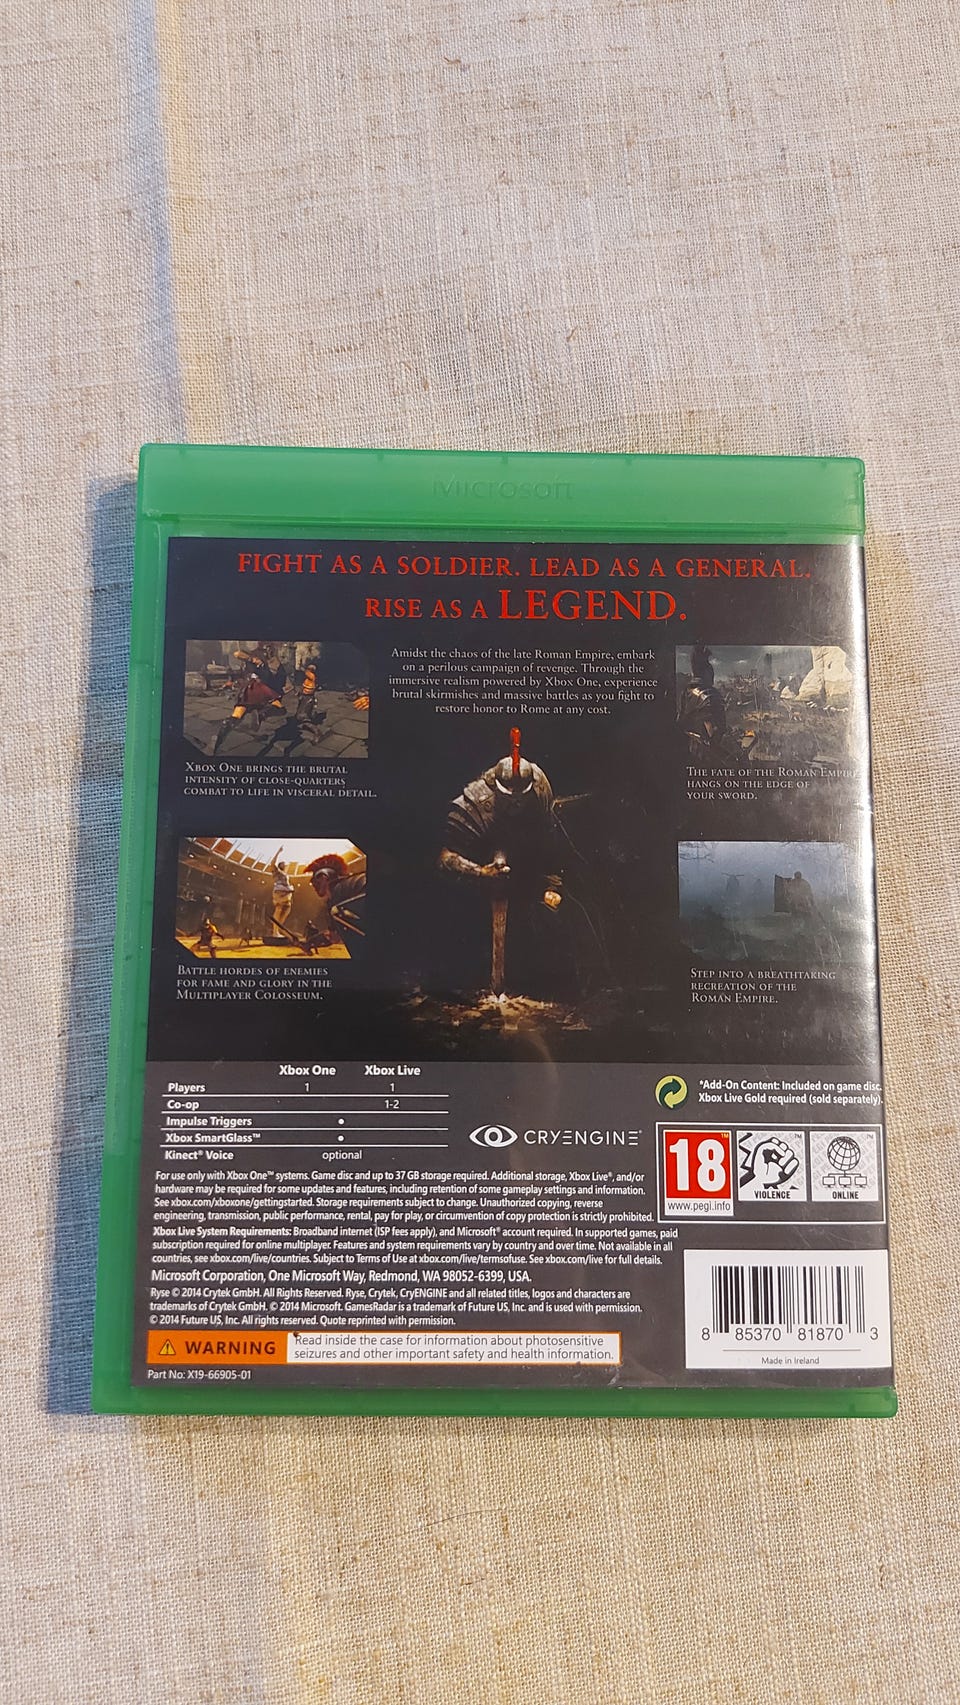 Microsoft
FIGHT AS A SOLDIER. LEAD AS A GENERAL.
RISE AS A LEGEND.
Amidst the chaos of the late Roman Empire, embark
on a perilous campaign of revenge. Through the
immersive realism powered by Xbox One, experience
brutal skirmishes and massive battles as you fight to
restore honor to Rome at any cost.
XBOX ONE BRINGS THE BRUTAL
INTENSITY OF CLOSE-QUARTERS
COMBAT TO LIFE IN VISCERAL DETAIL.
THE FATE OF THE ROMAN EMPIRE
HANGS ON THE EDGE OF
YOUR SWORD.
BATTLE HORDES OF ENEMIES
FOR FAME AND GLORY IN THE
MULTIPLAYER COLOSSEUM.
STEP INTO A BREATHTAKING
RECREATION OF THE
ROMAN EMPIRE.
Xbox One Xbox Live
Players 1 1
Co-op 1-2
Impulse Triggers •
Xbox SmartGlass™ •
Kinect® Voice optional
CRYENGINE®
*Add-On Content: Included on game disc.
Xbox Live Gold required (sold separately).
18™
www.pegi.info
VIOLENCE
ONLINE
For use only with Xbox One™ systems. Game disc and up to 37 GB storage required. Additional storage, Xbox Live®, and/or
hardware may be required for some updates and features, including retention of some gameplay settings and information.
See xbox.com/xboxone/gettingstarted. Storage requirements subject to change. Unauthorized copying, reverse
engineering, transmission, public performance, rental, pay for play, or circumvention of copy protection is strictly prohibited.
Xbox Live System Requirements: Broadband internet (ISP fees apply), and Microsoft® account required. In supported games, paid
subscription required for online multiplayer. Features and system requirements vary by country and over time. Not available in all
countries, see xbox.com/live/countries. Subject to Terms of Use at xbox.com/live/termsofuse. See xbox.com/live for full details.
Microsoft Corporation, One Microsoft Way, Redmond, WA 98052-6399, USA.
Ryse © 2014 Crytek GmbH. All Rights Reserved. Ryse, Crytek, CryENGINE and all related titles, logos and characters are
trademarks of Crytek GmbH. © 2014 Microsoft. GamesRadar is a trademark of Future US, Inc. and is used with permission.
© 2014 Future US, Inc. All rights reserved. Quote reprinted with permission.
WARNING
Read inside the case for information about photosensitive
seizures and other important safety and health information.
Part No: X19-66905-01
8 85370 81870 3
Made in Ireland